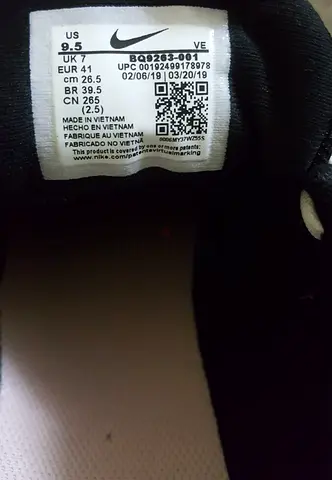 US
9.5 VE
UK 7 BQ9263-001
EUR 41 UPC 00192499178978
cm 26.5 02/06/19 | 03/20/19
BR 39.5
CN 265
(2.5)
MADE IN VIETNAM
HECHO EN VIETNAM
FABRIQUE AU VIETNAM
FABRICADO NO VIETNÃ
This product is covered by one or more patents
www.nike.com/patentsvirtualmarking